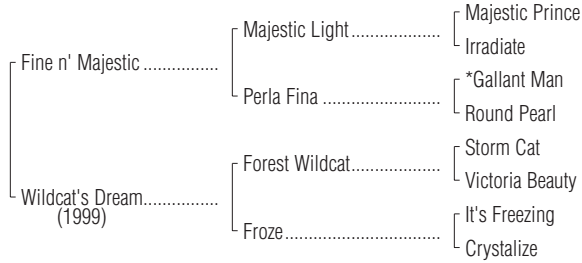 Majestic Prince
Majestic Light....................
Irradiate
Fine n' Majestic ................
*Gallant Man
Perla Fina ..........................
Round Pearl
Storm Cat
Forest Wildcat....................
Victoria Beauty
Wildcat's Dream................
(1999)
It's Freezing
Froze...................................
Crystalize